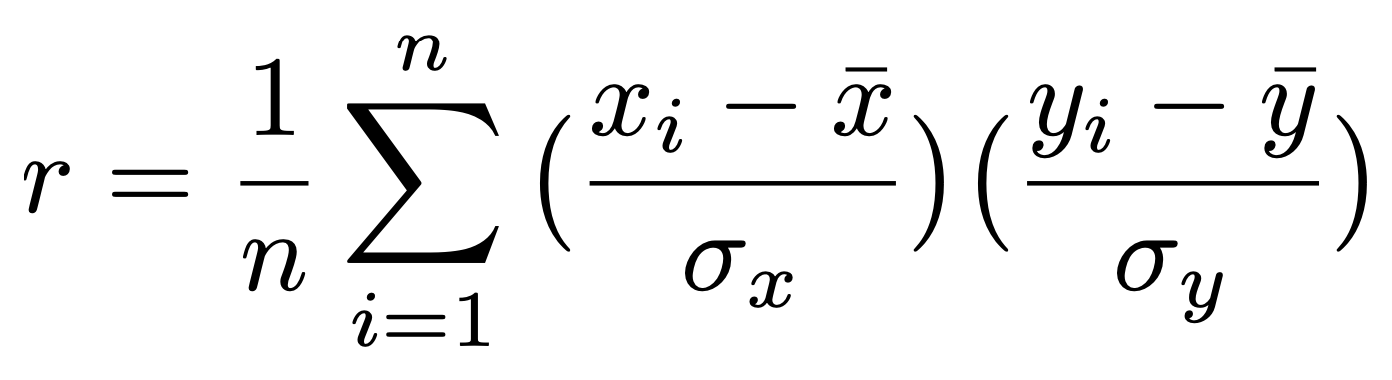 r = \frac{1}{n} \sum_{i=1}^{n} ( \frac{x_i - \bar{x}}{\sigma_x} ) ( \frac{y_i - \bar{y}}{\sigma_y} )